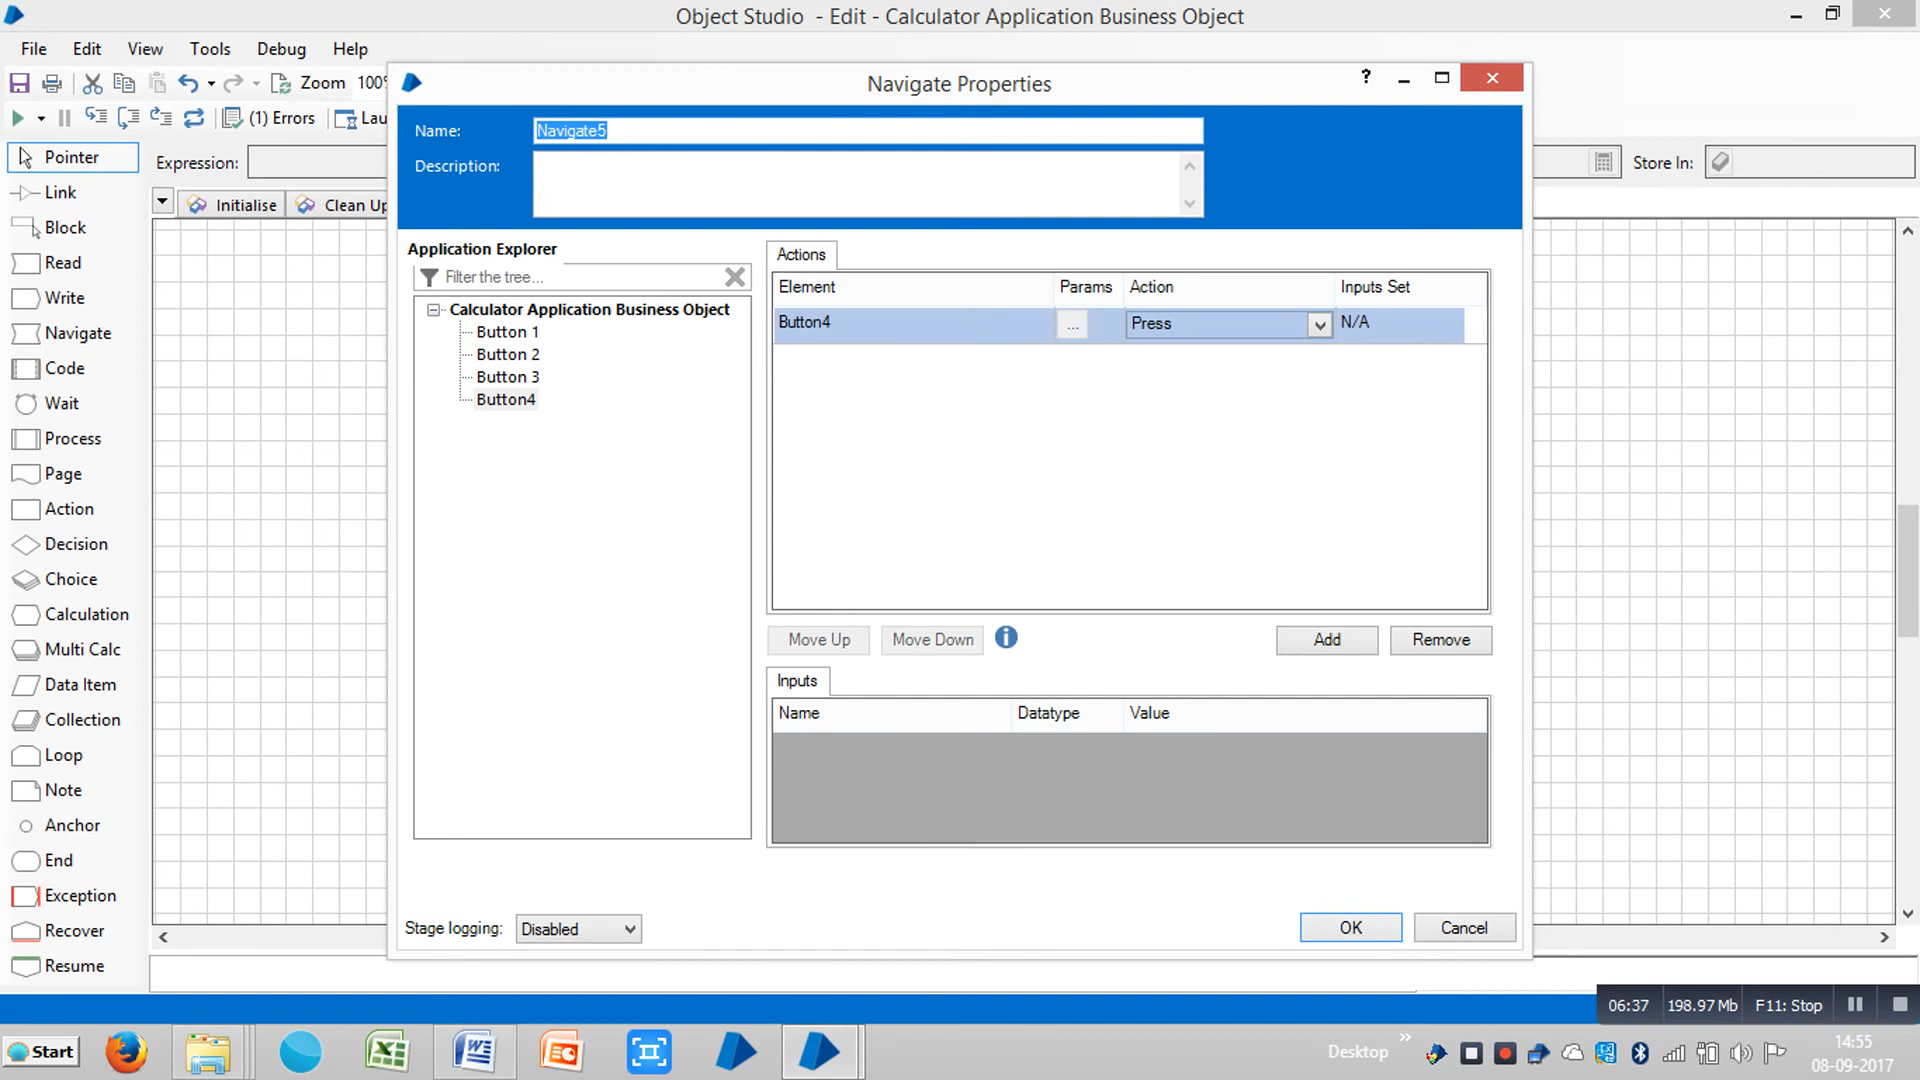 Object Studio - Edit - Calculator Application Business Object
File Edit View Tools Debug Help
Zoom 100%
(1) Errors Lau
Expression: Store In:
Initialise Clean Up
Pointer
Link
Block
Read
Write
Navigate
Code
Wait
Process
Page
Action
Decision
Choice
Calculation
Multi Calc
Data Item
Collection
Loop
Note
Anchor
End
Exception
Recover
Resume
Navigate Properties
?
Name: Navigate5
Description:
Application Explorer
Filter the tree...
Calculator Application Business Object
Button 1
Button 2
Button 3
Button4
Actions
Element Params Action Inputs Set
Button4 ... Press N/A
Move Up Move Down Add Remove
Inputs
Name Datatype Value
Stage logging: Disabled
OK Cancel
06:37 198.97 Mb F11: Stop
Start
Desktop
14:55
08-09-2017